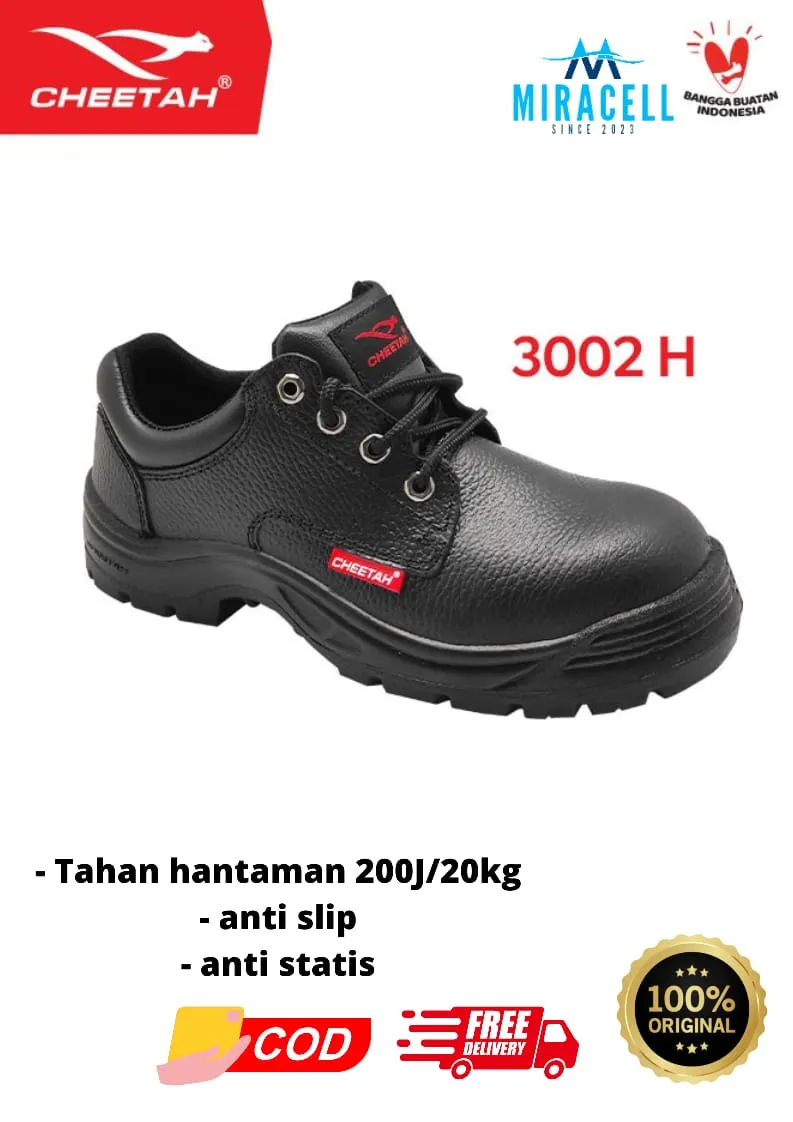 CHEETAH®
MIRACELL
SINCE 2023
BANGGA BUATAN
INDONESIA
CHEETAH®
3002 H
CHEETAH®
- Tahan hantaman 200J/20kg
- anti slip
- anti statis
COD
FREE
DELIVERY
100%
ORIGINAL